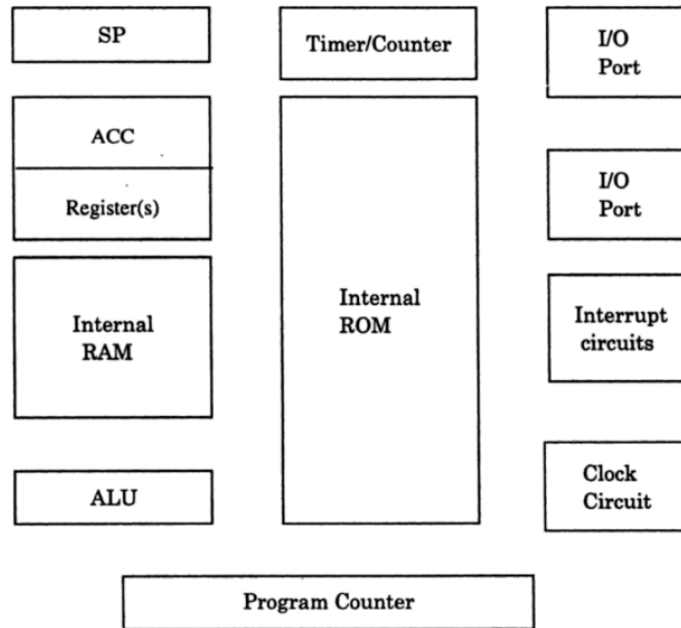 SP
ACC
Register(s)
Internal
RAM
ALU
Timer/Counter
Internal
ROM
I/O
Port
I/O
Port
Interrupt
circuits
Clock
Circuit
Program Counter